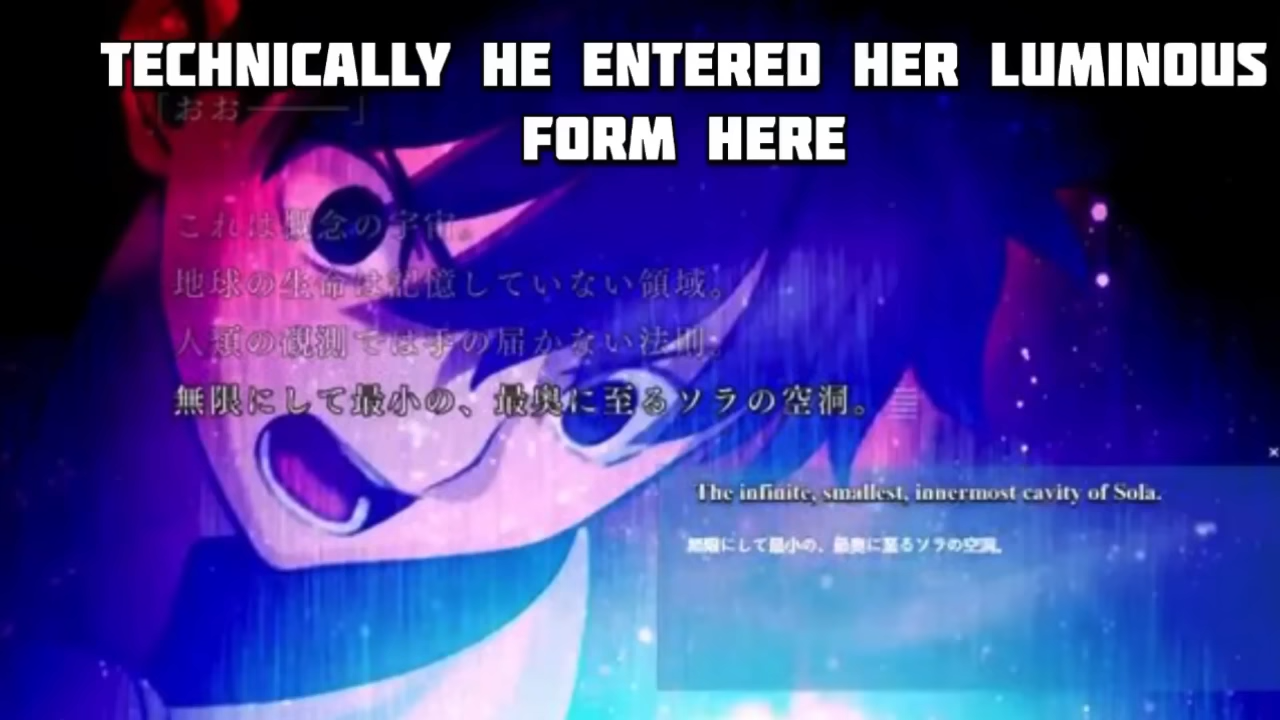 TECHNICALLY HE ENTERED HER LUMINOUS
FORM HERE
「おお———」
これは概念の宇宙。
地球の生命は記憶していない領域。
人類の観測では手の届かない法則。
無限にして最小の、最奥に至るソラの空洞。
The infinite, smallest, innermost cavity of Sola.
無限にして最小の、最奥に至るソラの空洞。